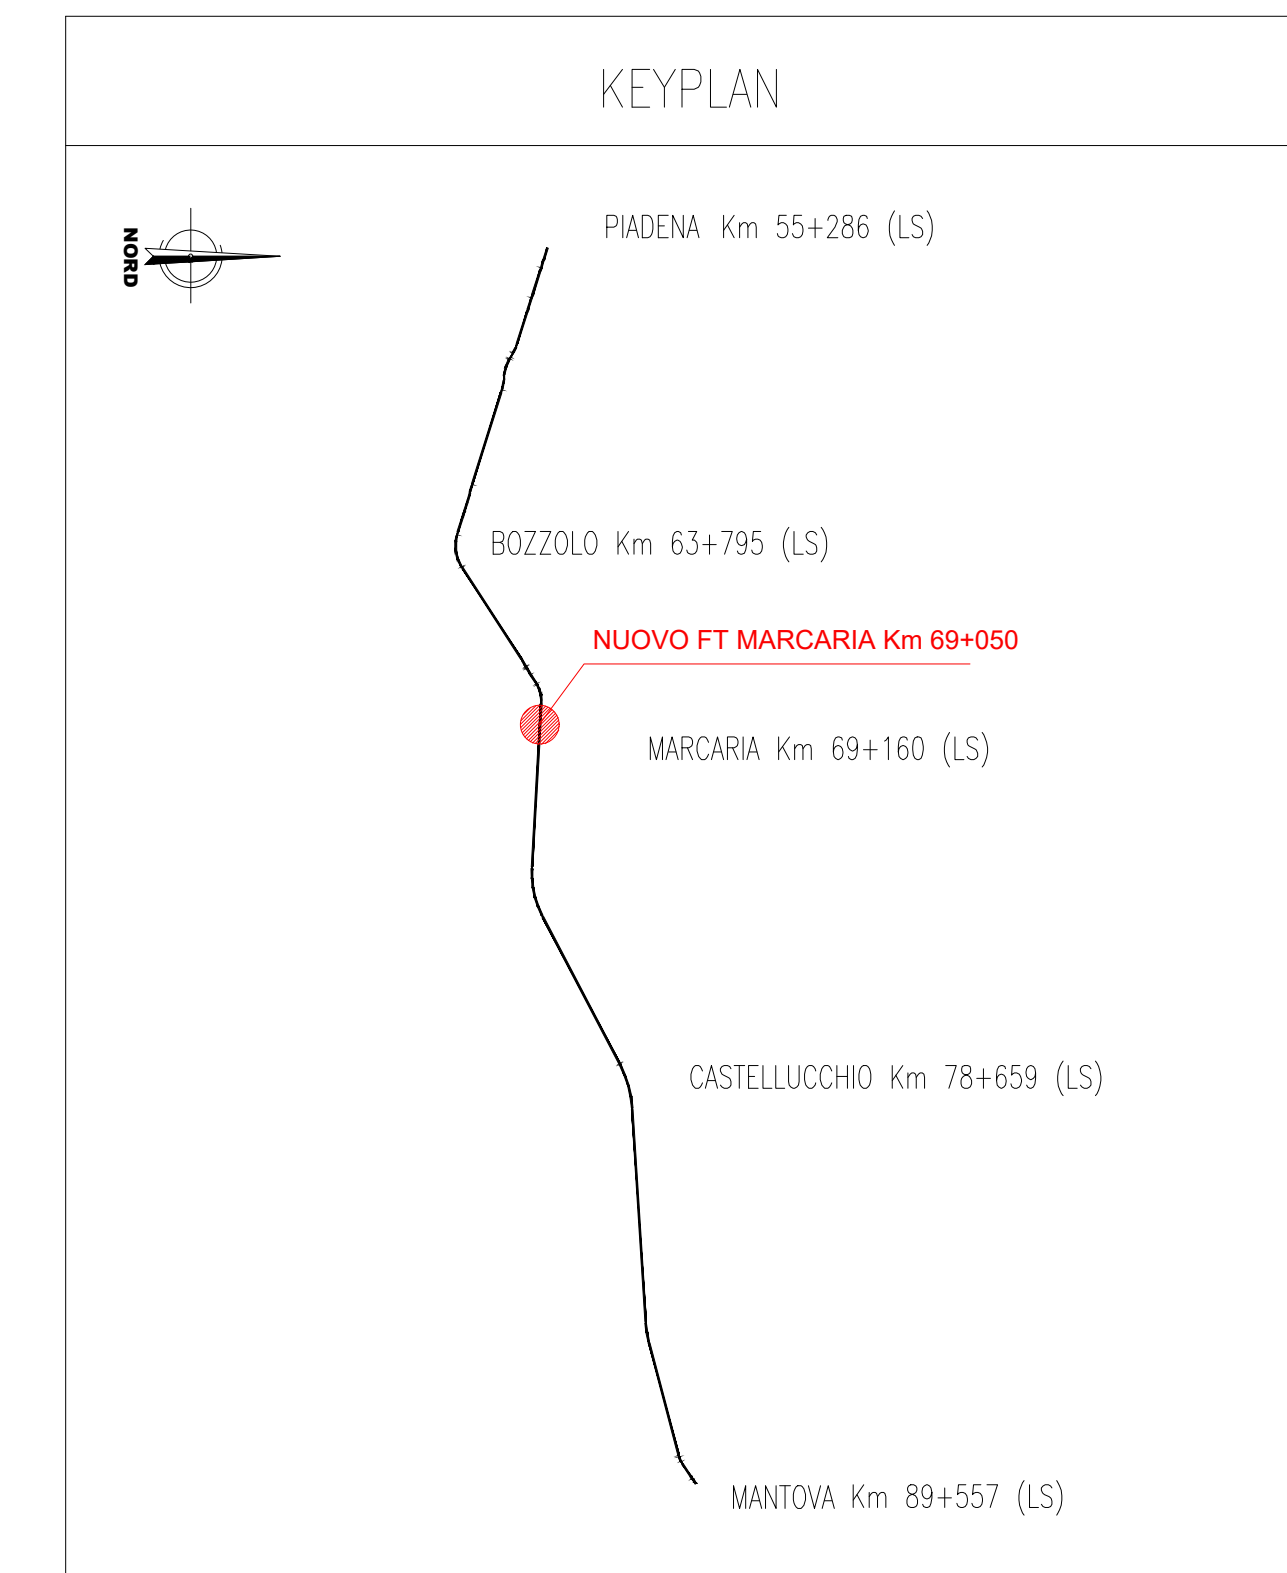 KEYPLAN
NORD
PIADENA Km 55+286 (LS)
BOZZOLO Km 63+795 (LS)
NUOVO FT MARCARIA Km 69+050
MARCARIA Km 69+160 (LS)
CASTELLUCCHIO Km 78+659 (LS)
MANTOVA Km 89+557 (LS)